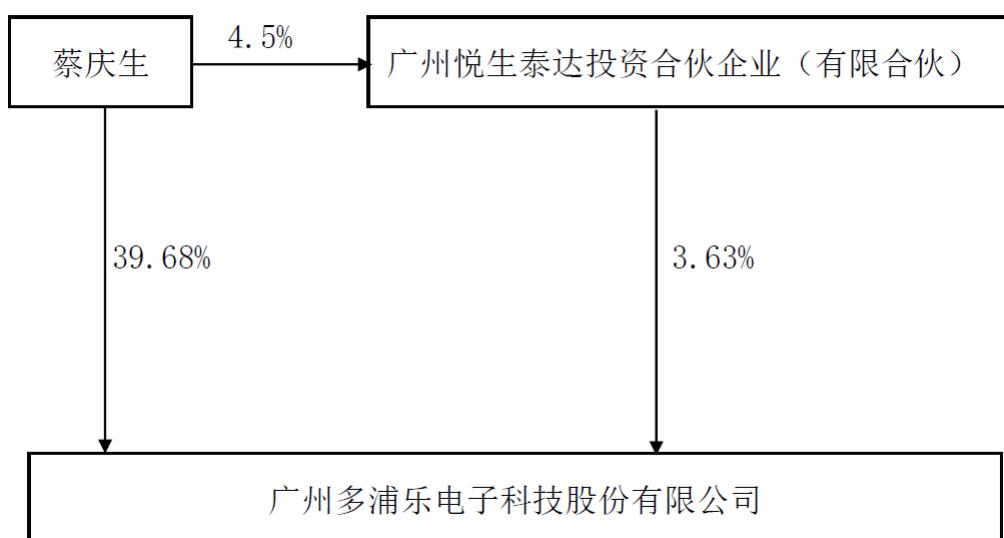 蔡庆生
4.5%
广州悦生泰达投资合伙企业（有限合伙）
39.68%
3.63%
广州多浦乐电子科技股份有限公司